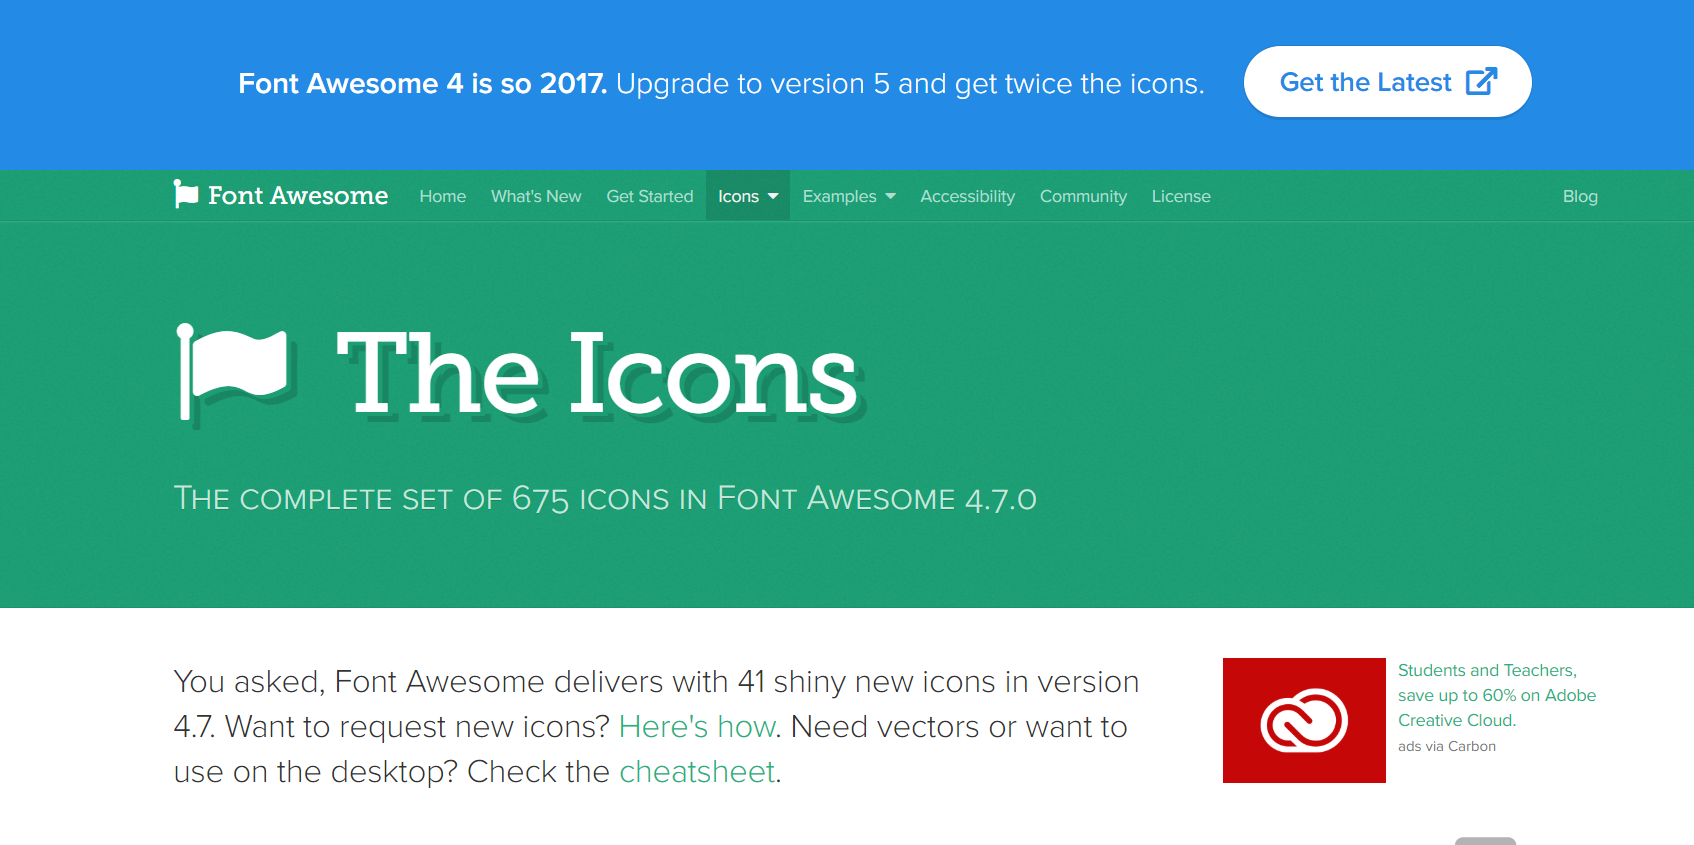 Font Awesome 4 is so 2017. Upgrade to version 5 and get twice the icons.
Get the Latest
Font Awesome
Home What's New Get Started Icons Examples Accessibility Community License Blog
The Icons
The complete set of 675 icons in Font Awesome 4.7.0
You asked, Font Awesome delivers with 41 shiny new icons in version
4.7. Want to request new icons? Here's how. Need vectors or want to
use on the desktop? Check the cheatsheet.
Students and Teachers,
save up to 60% on Adobe
Creative Cloud.
ads via Carbon